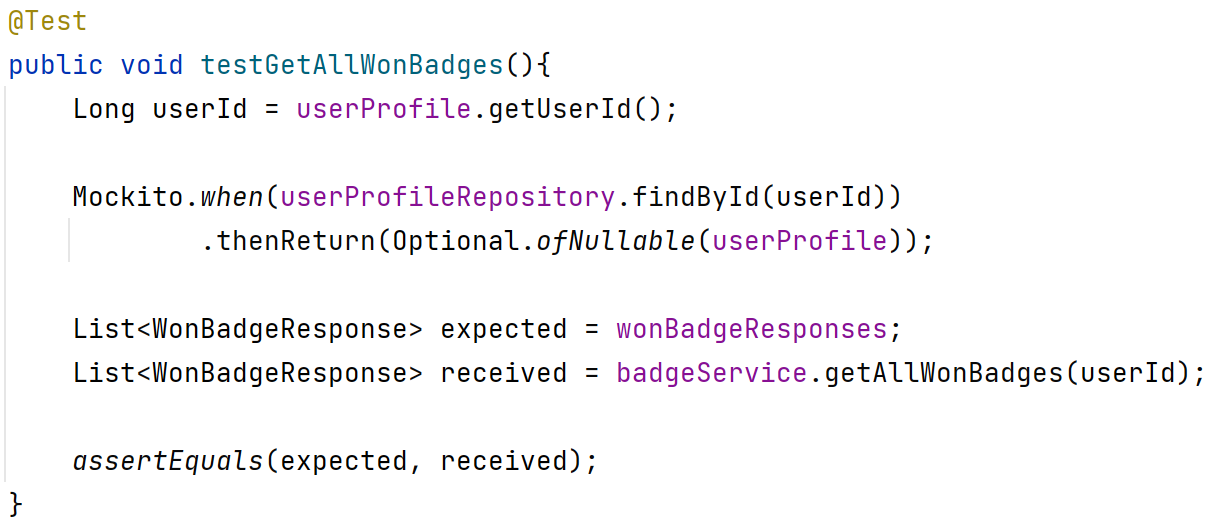 @Test
public void testGetAllWonBadges(){
    Long userId = userProfile.getUserId();
    Mockito.when(userProfileRepository.findById(userId))
            .thenReturn(Optional.ofNullable(userProfile));
    List<WonBadgeResponse> expected = wonBadgeResponses;
    List<WonBadgeResponse> received = badgeService.getAllWonBadges(userId);
    assertEquals(expected, received);
}